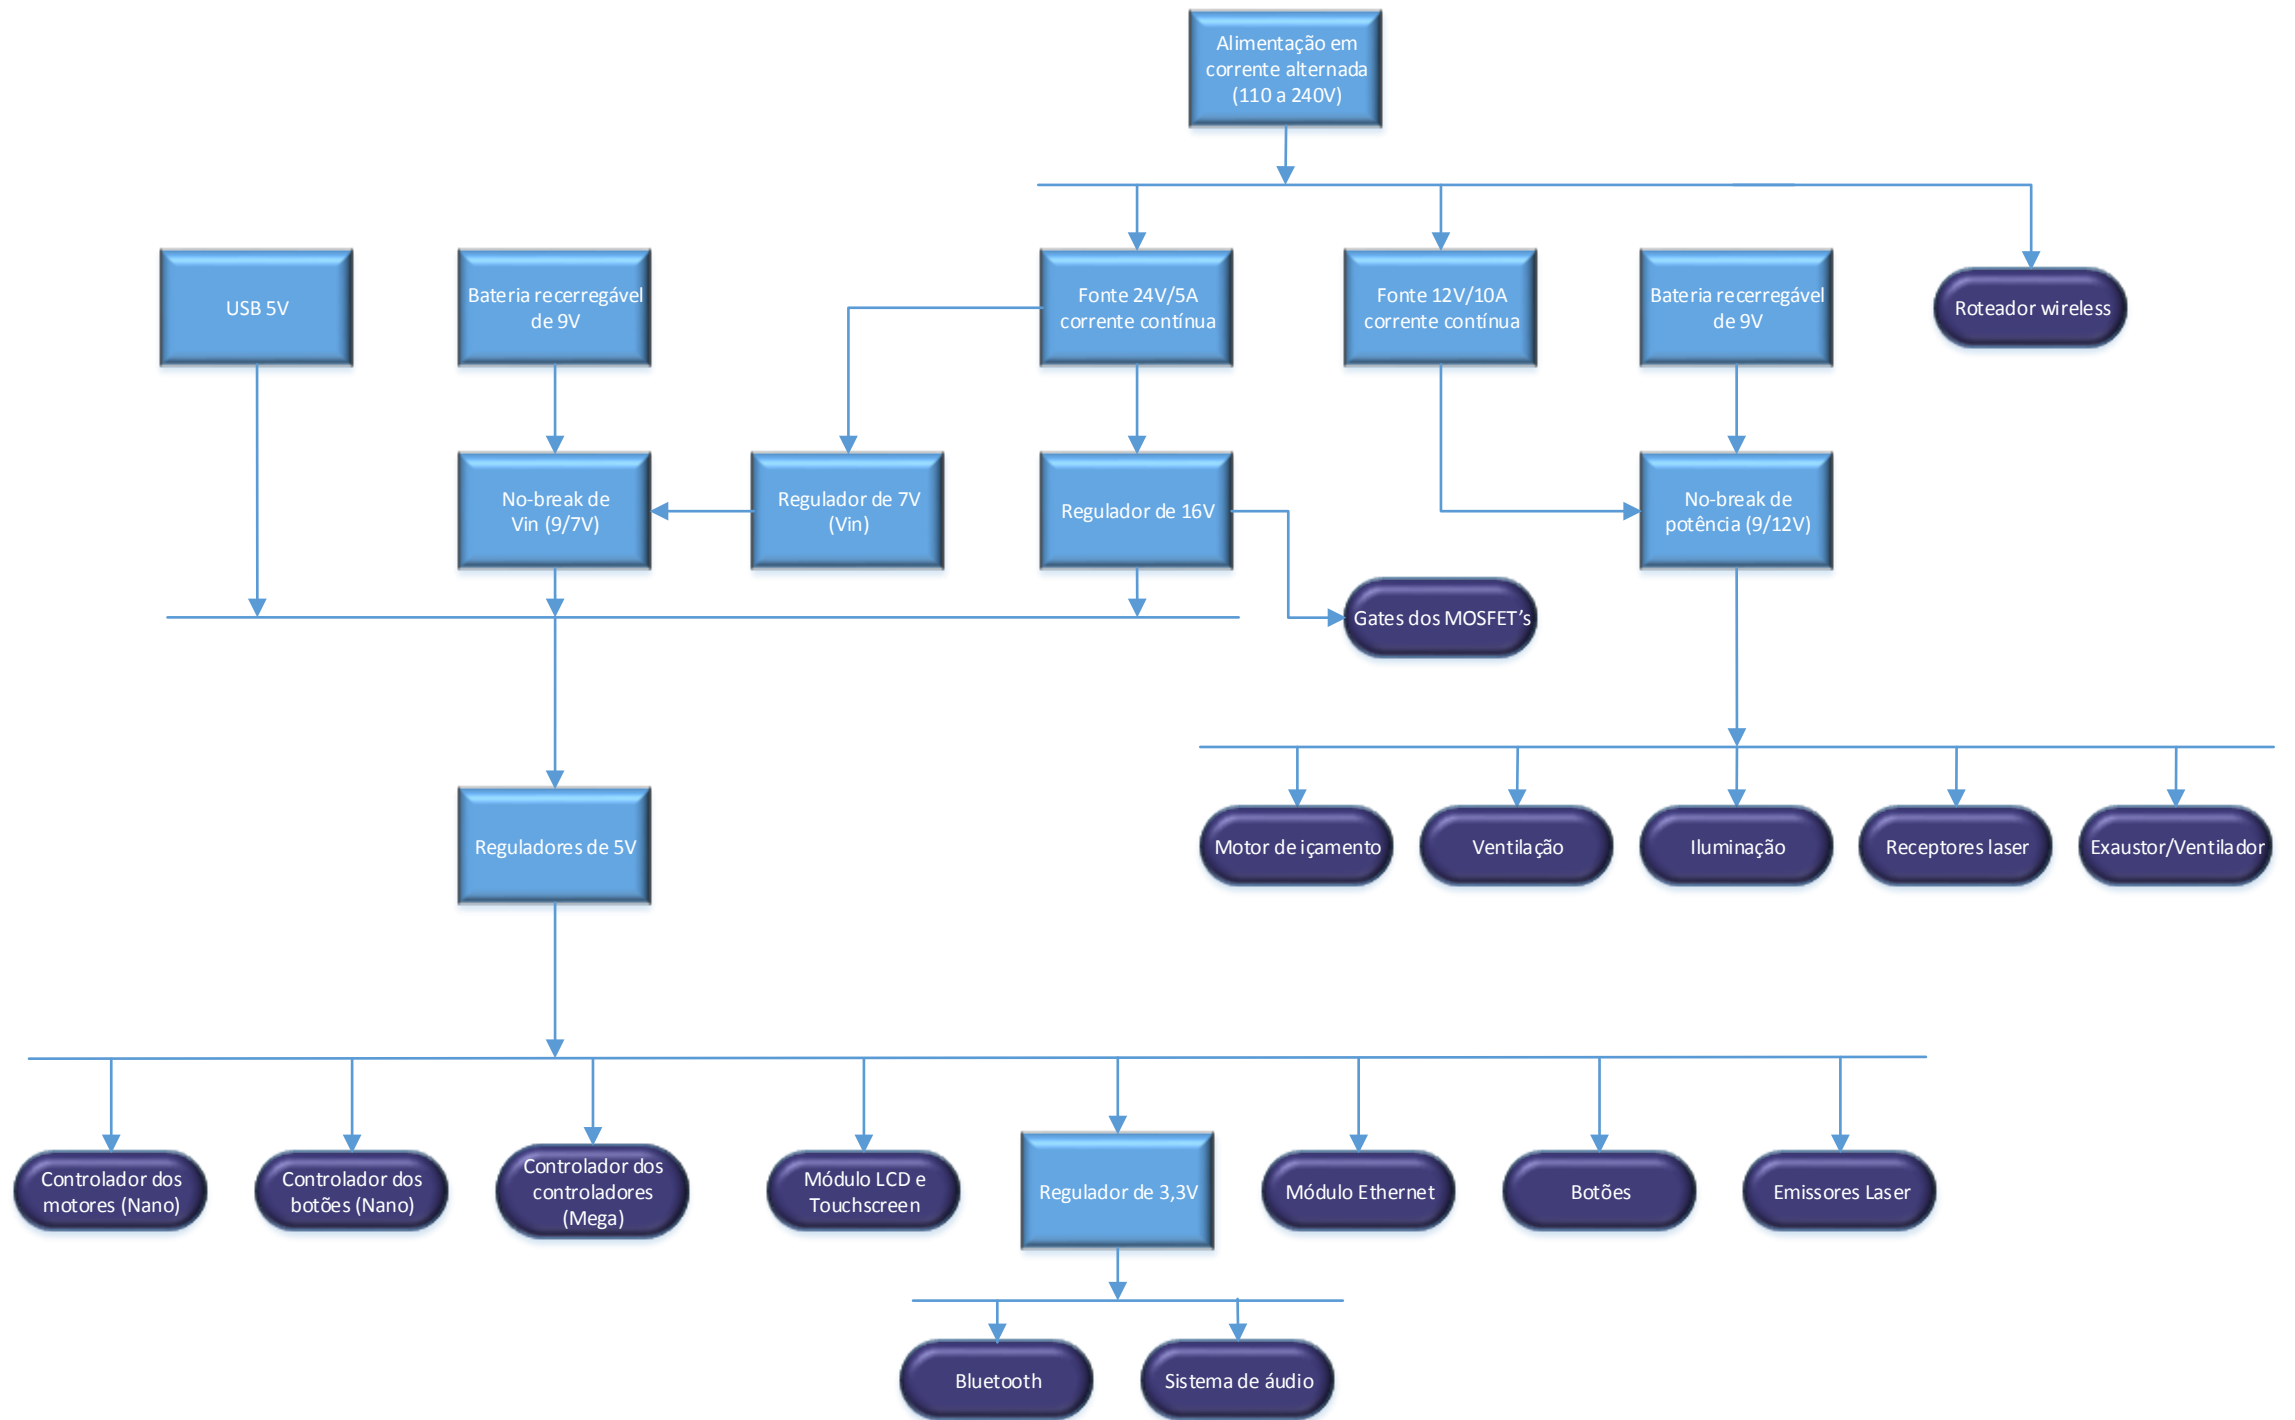 Alimentação em
corrente alternada
(110 a 240V)
USB 5V
Bateria recerregável
de 9V
Fonte 24V/5A
corrente contínua
Fonte 12V/10A
corrente contínua
Bateria recerregável
de 9V
Roteador wireless
No-break de
Vin (9/7V)
Regulador de 7V
(Vin)
Regulador de 16V
No-break de
potência (9/12V)
Gates dos MOSFET’s
Reguladores de 5V
Motor de içamento
Ventilação
Iluminação
Receptores laser
Exaustor/Ventilador
Controlador dos
motores (Nano)
Controlador dos
botões (Nano)
Controlador dos
controladores
(Mega)
Módulo LCD e
Touchscreen
Regulador de 3,3V
Módulo Ethernet
Botões
Emissores Laser
Bluetooth
Sistema de áudio